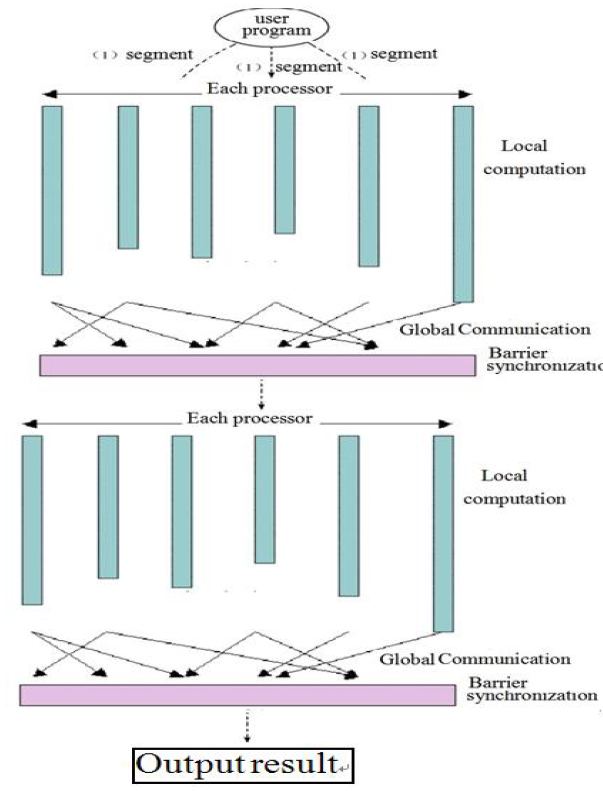 user
program
(1) segment
(1) segment
(1) segment
Each processor
Local
computation
Global Communication
Barrier
synchronizatio
Each processor
Local
computation
Global Communication
Barrier
synchronization
Output result